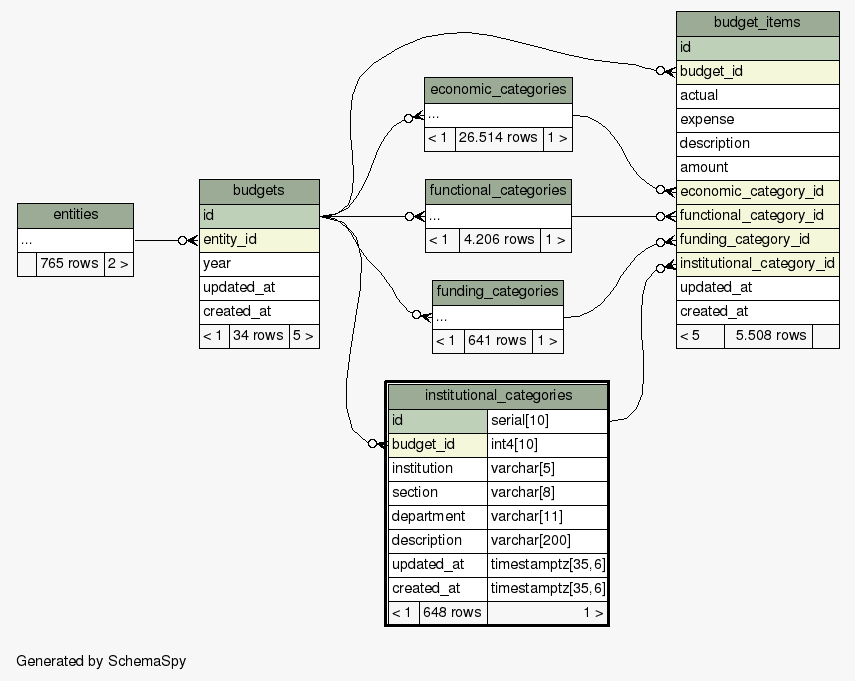 budget_items
id
budget_id
actual
expense
description
amount
economic_category_id
functional_category_id
funding_category_id
institutional_category_id
updated_at
created_at
< 5 5.508 rows
economic_categories
...
< 1 26.514 rows 1 >
functional_categories
...
< 1 4.206 rows 1 >
funding_categories
...
< 1 641 rows 1 >
budgets
id
entity_id
year
updated_at
created_at
< 1 34 rows 5 >
entities
...
765 rows 2 >
institutional_categories
id serial[10]
budget_id int4[10]
institution varchar[5]
section varchar[8]
department varchar[11]
description varchar[200]
updated_at timestamptz[35,6]
created_at timestamptz[35,6]
< 1 648 rows 1 >
Generated by SchemaSpy